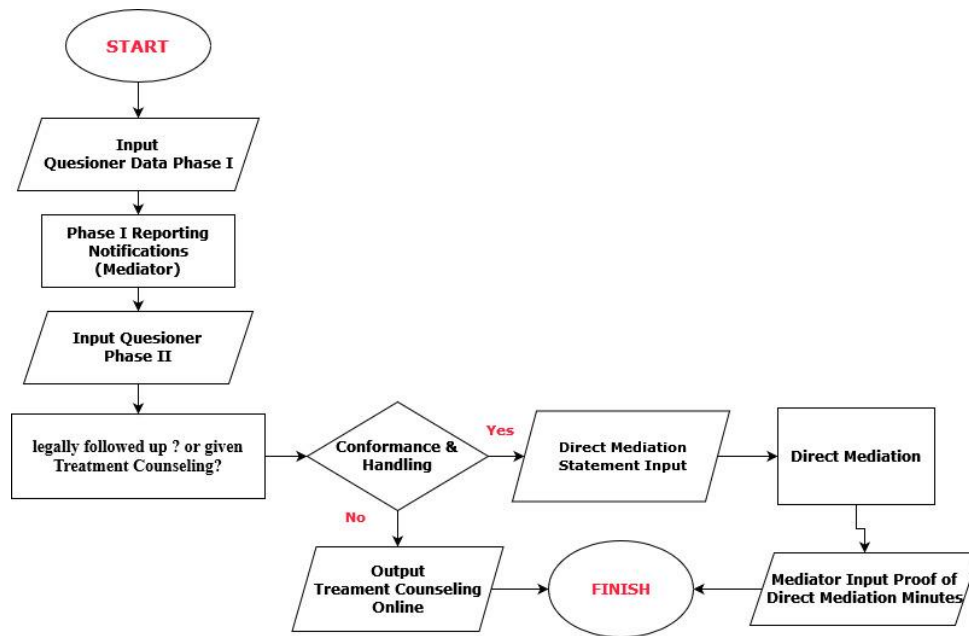 START
Input
Quesioner Data Phase I
Phase I Reporting
Notifications
(Mediator)
Input Quesioner
Phase II
legally followed up ? or given
Treatment Counseling?
Conformance &
Handling
Yes
Direct Mediation
Statement Input
Direct Mediation
No
Output
Treament Counseling
Online
FINISH
Mediator Input Proof of
Direct Mediation Minutes